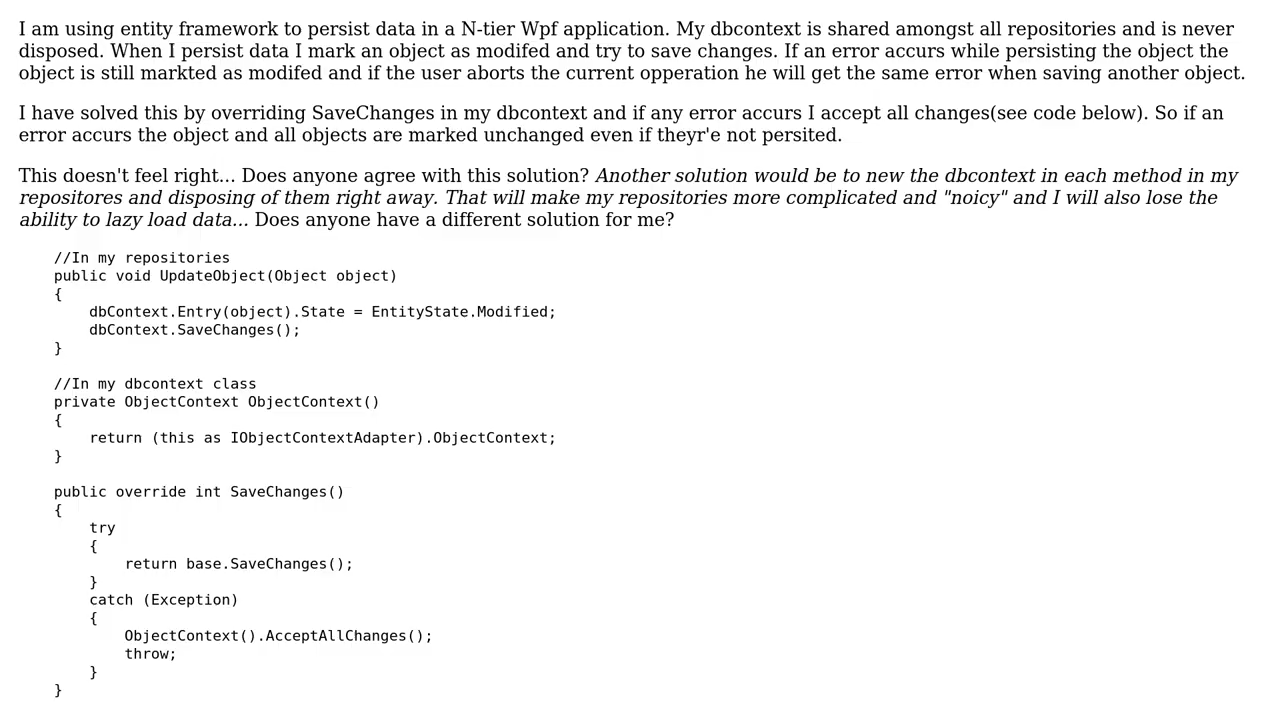 I am using entity framework to persist data in a N-tier Wpf application. My dbcontext is shared amongst all repositories and is never
disposed. When I persist data I mark an object as modifed and try to save changes. If an error accurs while persisting the object the
object is still markted as modifed and if the user aborts the current opperation he will get the same error when saving another object.
I have solved this by overriding SaveChanges in my dbcontext and if any error accurs I accept all changes(see code below). So if an
error accurs the object and all objects are marked unchanged even if theyr'e not persited.
This doesn't feel right... Does anyone agree with this solution? Another solution would be to new the dbcontext in each method in my
repositores and disposing of them right away. That will make my repositories more complicated and "noicy" and I will also lose the
ability to lazy load data... Does anyone have a different solution for me?
//In my repositories
public void UpdateObject(Object object)
{
    dbContext.Entry(object).State = EntityState.Modified;
    dbContext.SaveChanges();
}
//In my dbcontext class
private ObjectContext ObjectContext()
{
    return (this as IObjectContextAdapter).ObjectContext;
}
public override int SaveChanges()
{
    try
    {
        return base.SaveChanges();
    }
    catch (Exception)
    {
        ObjectContext().AcceptAllChanges();
        throw;
    }
}